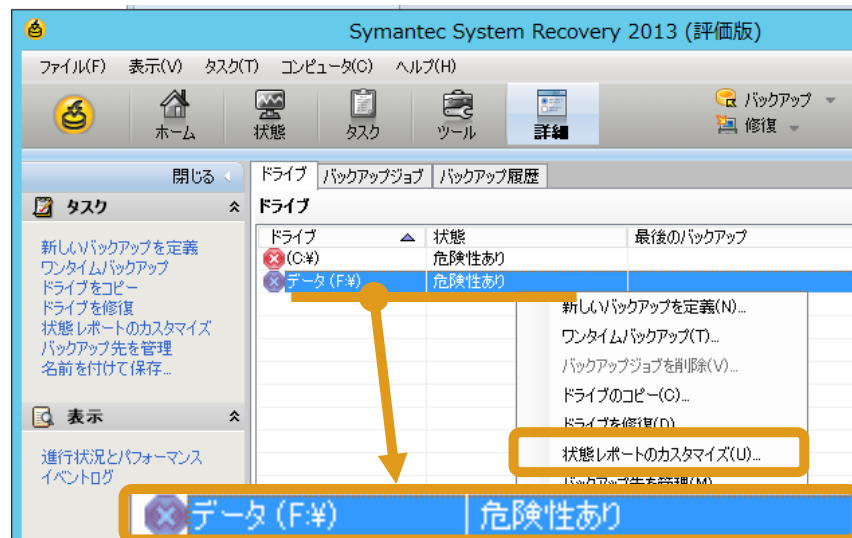 Symantec System Recovery 2013 (評価版)
ファイル(F) 表示(V) タスク(T) コンピュータ(C) ヘルプ(H)
ホーム 状態 タスク ツール 詳細
バックアップ
修復
閉じる
ドライブ バックアップジョブ バックアップ履歴
タスク
ドライブ
新しいバックアップを定義
ワンタイムバックアップ
ドライブをコピー
ドライブを修復
状態レポートのカスタマイズ
バックアップ先を管理
名前を付けて保存...
表示
進行状況とパフォーマンス
イベントログ
ドライブ 状態 最後のバックアップ
(C:¥) 危険性あり
データ (F:¥) 危険性あり
新しいバックアップを定義(N)...
ワンタイムバックアップ(T)...
バックアップジョブを削除(V)...
ドライブのコピー(C)...
ドライブを修復(D)...
状態レポートのカスタマイズ(U)...
バックアップ先を管理(M)...
データ (F:¥) 危険性あり